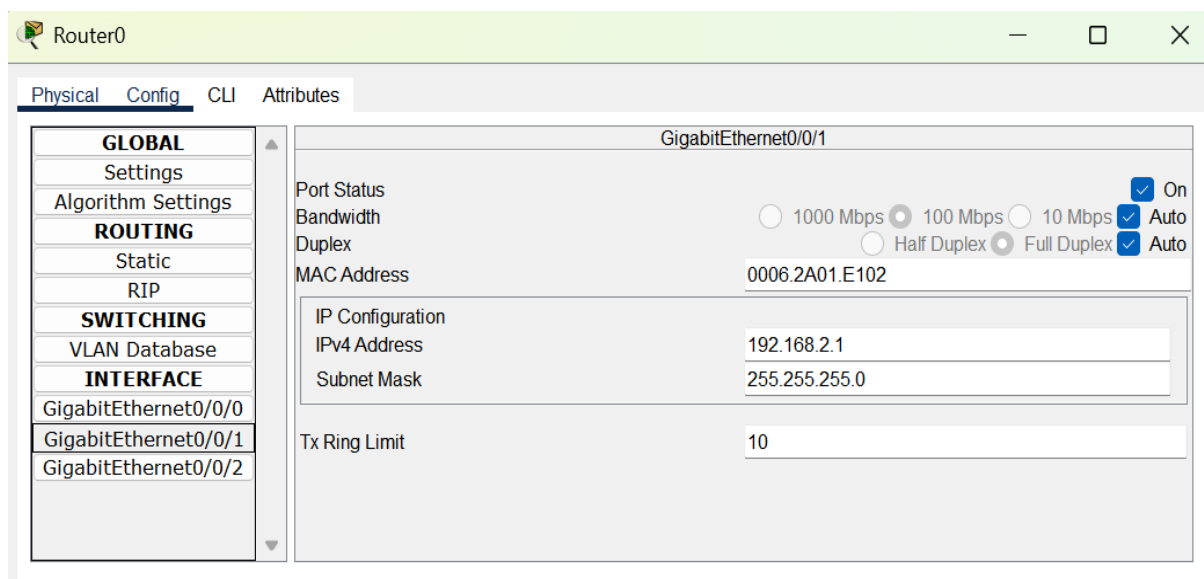 Router0
Physical Config CLI Attributes
GLOBAL
Settings
Algorithm Settings
ROUTING
Static
RIP
SWITCHING
VLAN Database
INTERFACE
GigabitEthernet0/0/0
GigabitEthernet0/0/1
GigabitEthernet0/0/2
GigabitEthernet0/0/1
Port Status On
Bandwidth 1000 Mbps 100 Mbps 10 Mbps Auto
Duplex Half Duplex Full Duplex Auto
MAC Address 0006.2A01.E102
IP Configuration
IPv4 Address 192.168.2.1
Subnet Mask 255.255.255.0
Tx Ring Limit 10